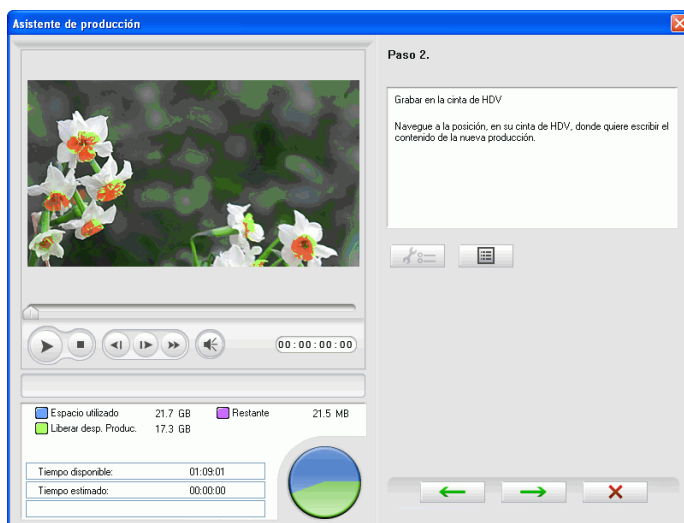 Asistente de producción
Paso 2.
Grabar en la cinta de HDV
Navegue a la posición, en su cinta de HDV, donde quiere escribir el
contenido de la nueva producción.
00:00:00:00
Espacio utilizado 21.7 GB Restante 21.5 MB
Liberar desp. Produc. 17.3 GB
Tiempo disponible: 01:09:01
Tiempo estimado: 00:00:00